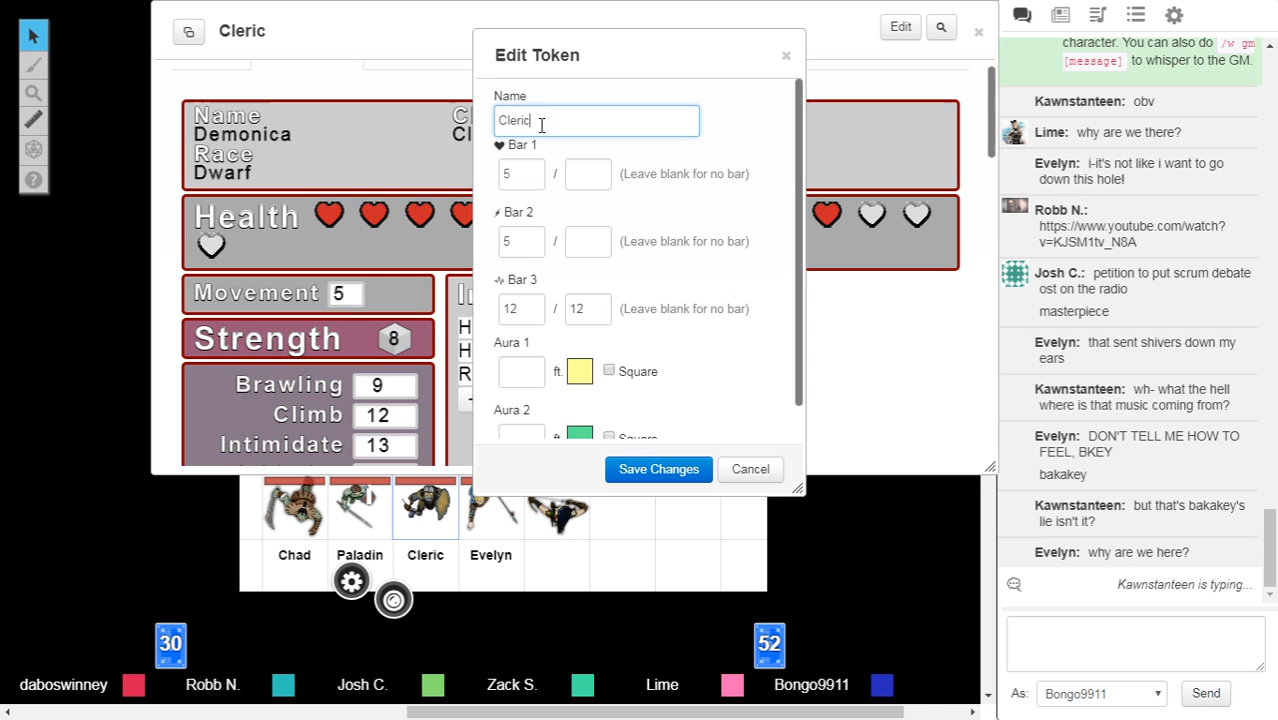 Cleric
Edit
Name
Demonica
Race
Dwarf
Health
Movement 5
Strength 8
Brawling 9
Climb 12
Intimidate 13
Edit Token
Name
Cleric
Bar 1
5 / (Leave blank for no bar)
Bar 2
5 / (Leave blank for no bar)
Bar 3
12 / 12 (Leave blank for no bar)
Aura 1
ft. Square
Aura 2
ft. Square
Save Changes Cancel
Chad Paladin Cleric Evelyn
30 52
daboswinney Robb N. Josh C. Zack S. Lime Bongo9911
character. You can also do /w gm
[message] to whisper to the GM.
Kawnstanteen: obv
Lime: why are we there?
Evelyn: i-it's not like i want to go
down this hole!
Robb N.:
https://www.youtube.com/watch?
v=KJSM1tv_N8A
Josh C.: petition to put scrum debate
ost on the radio
masterpiece
Evelyn: that sent shivers down my
ears
Kawnstanteen: wh- what the hell
where is that music coming from?
Evelyn: DON'T TELL ME HOW TO
FEEL, BKEY
bakakey
Kawnstanteen: but that's bakakey's
lie isn't it?
Evelyn: why are we here?
Kawnstanteen is typing...
As: Bongo9911 Send